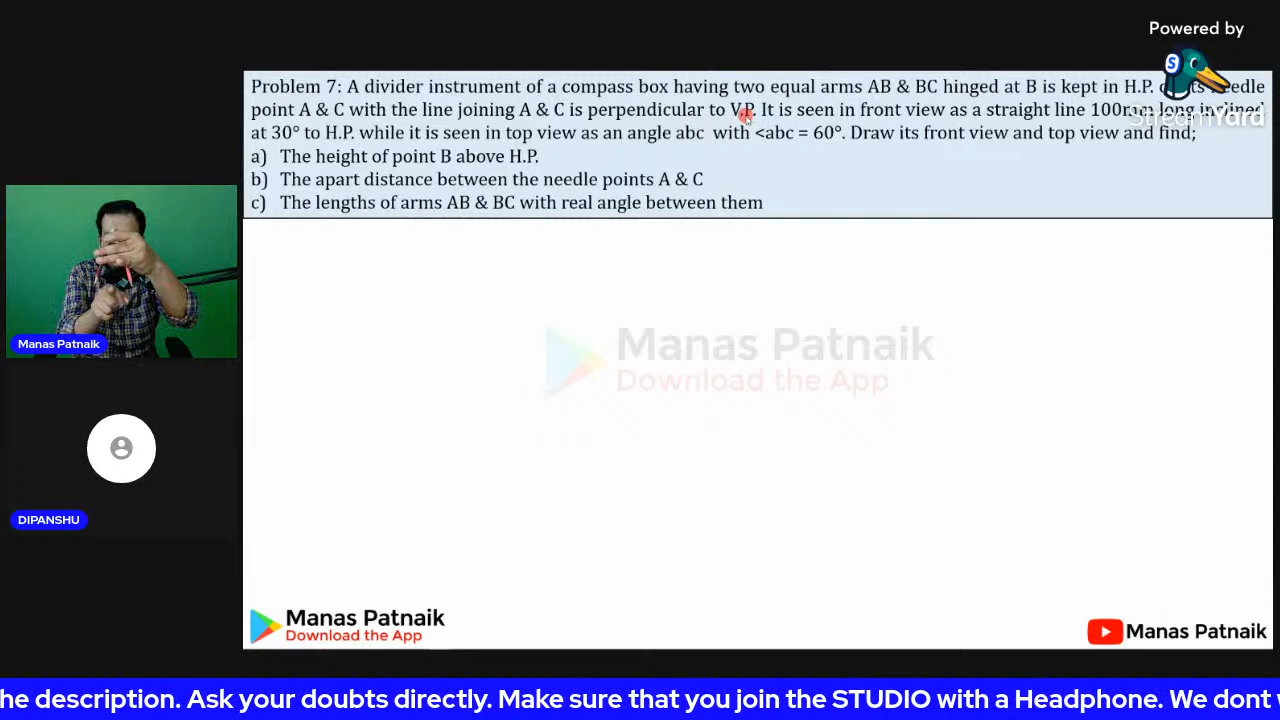 Powered by
StreamYard
Problem 7: A divider instrument of a compass box having two equal arms AB & BC hinged at B is kept in H.P. its needle
point A & C with the line joining A & C is perpendicular to V.P. It is seen in front view as a straight line 100mm long inclined
at 30° to H.P. while it is seen in top view as an angle abc with <abc = 60°. Draw its front view and top view and find;
a) The height of point B above H.P.
b) The apart distance between the needle points A & C
c) The lengths of arms AB & BC with real angle between them
Manas Patnaik
DIPANSHU
Manas Patnaik
Download the App
Manas Patnaik
Download the App
Manas Patnaik
he description. Ask your doubts directly. Make sure that you join the STUDIO with a Headphone. We dont